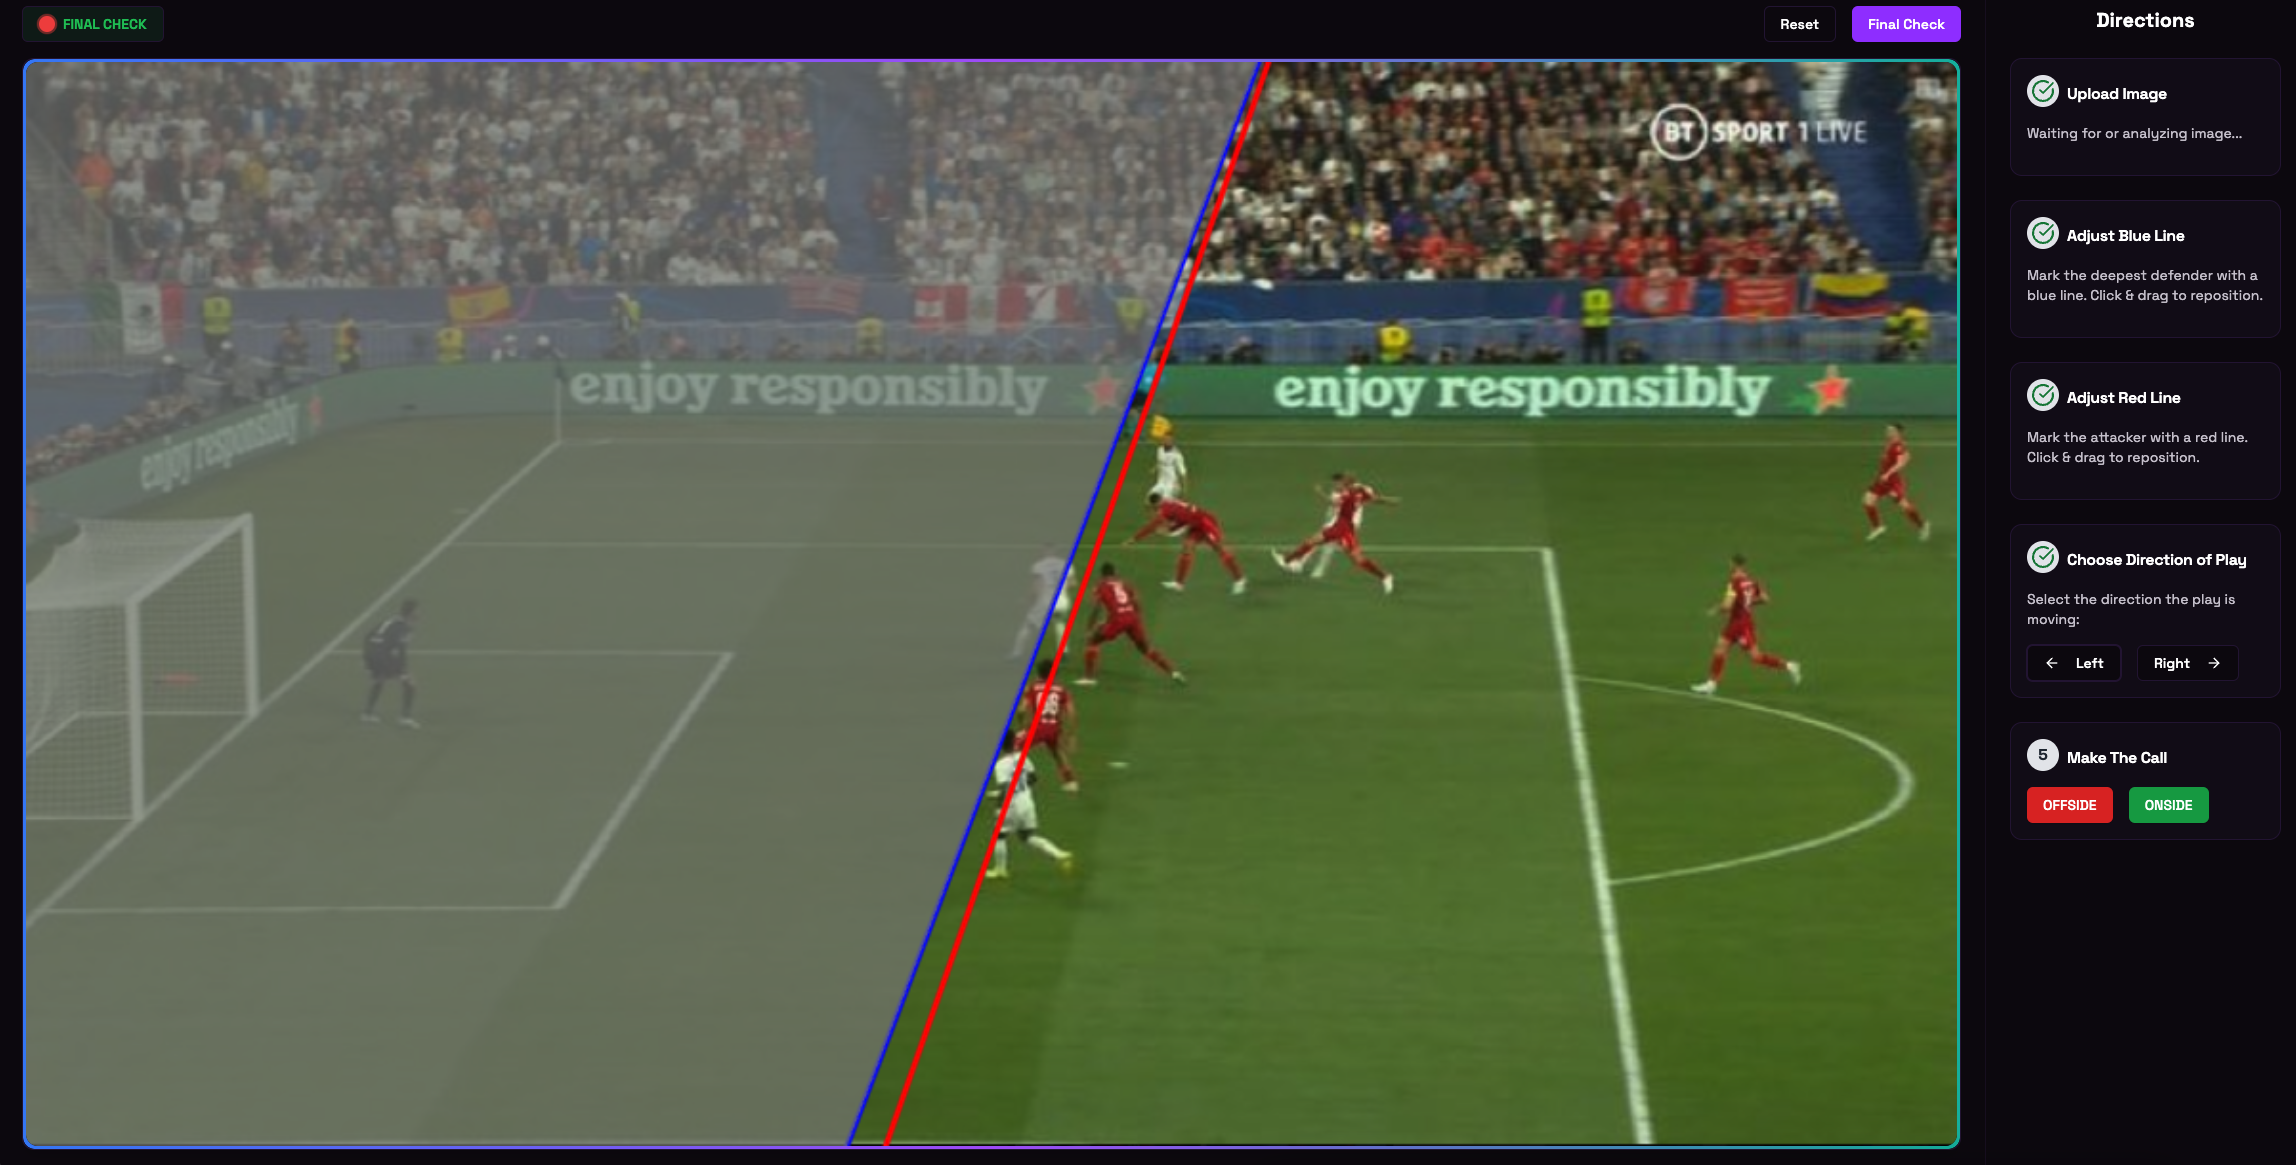 FINAL CHECK
Reset
Final Check
Directions
BT SPORT 1 LIVE
enjoy responsibly
enjoy responsibly
enjoy responsibly
Upload Image
Waiting for or analyzing image...
Adjust Blue Line
Mark the deepest defender with a
blue line. Click & drag to reposition.
Adjust Red Line
Mark the attacker with a red line.
Click & drag to reposition.
Choose Direction of Play
Select the direction the play is
moving:
Left
Right
5
Make The Call
OFFSIDE
ONSIDE